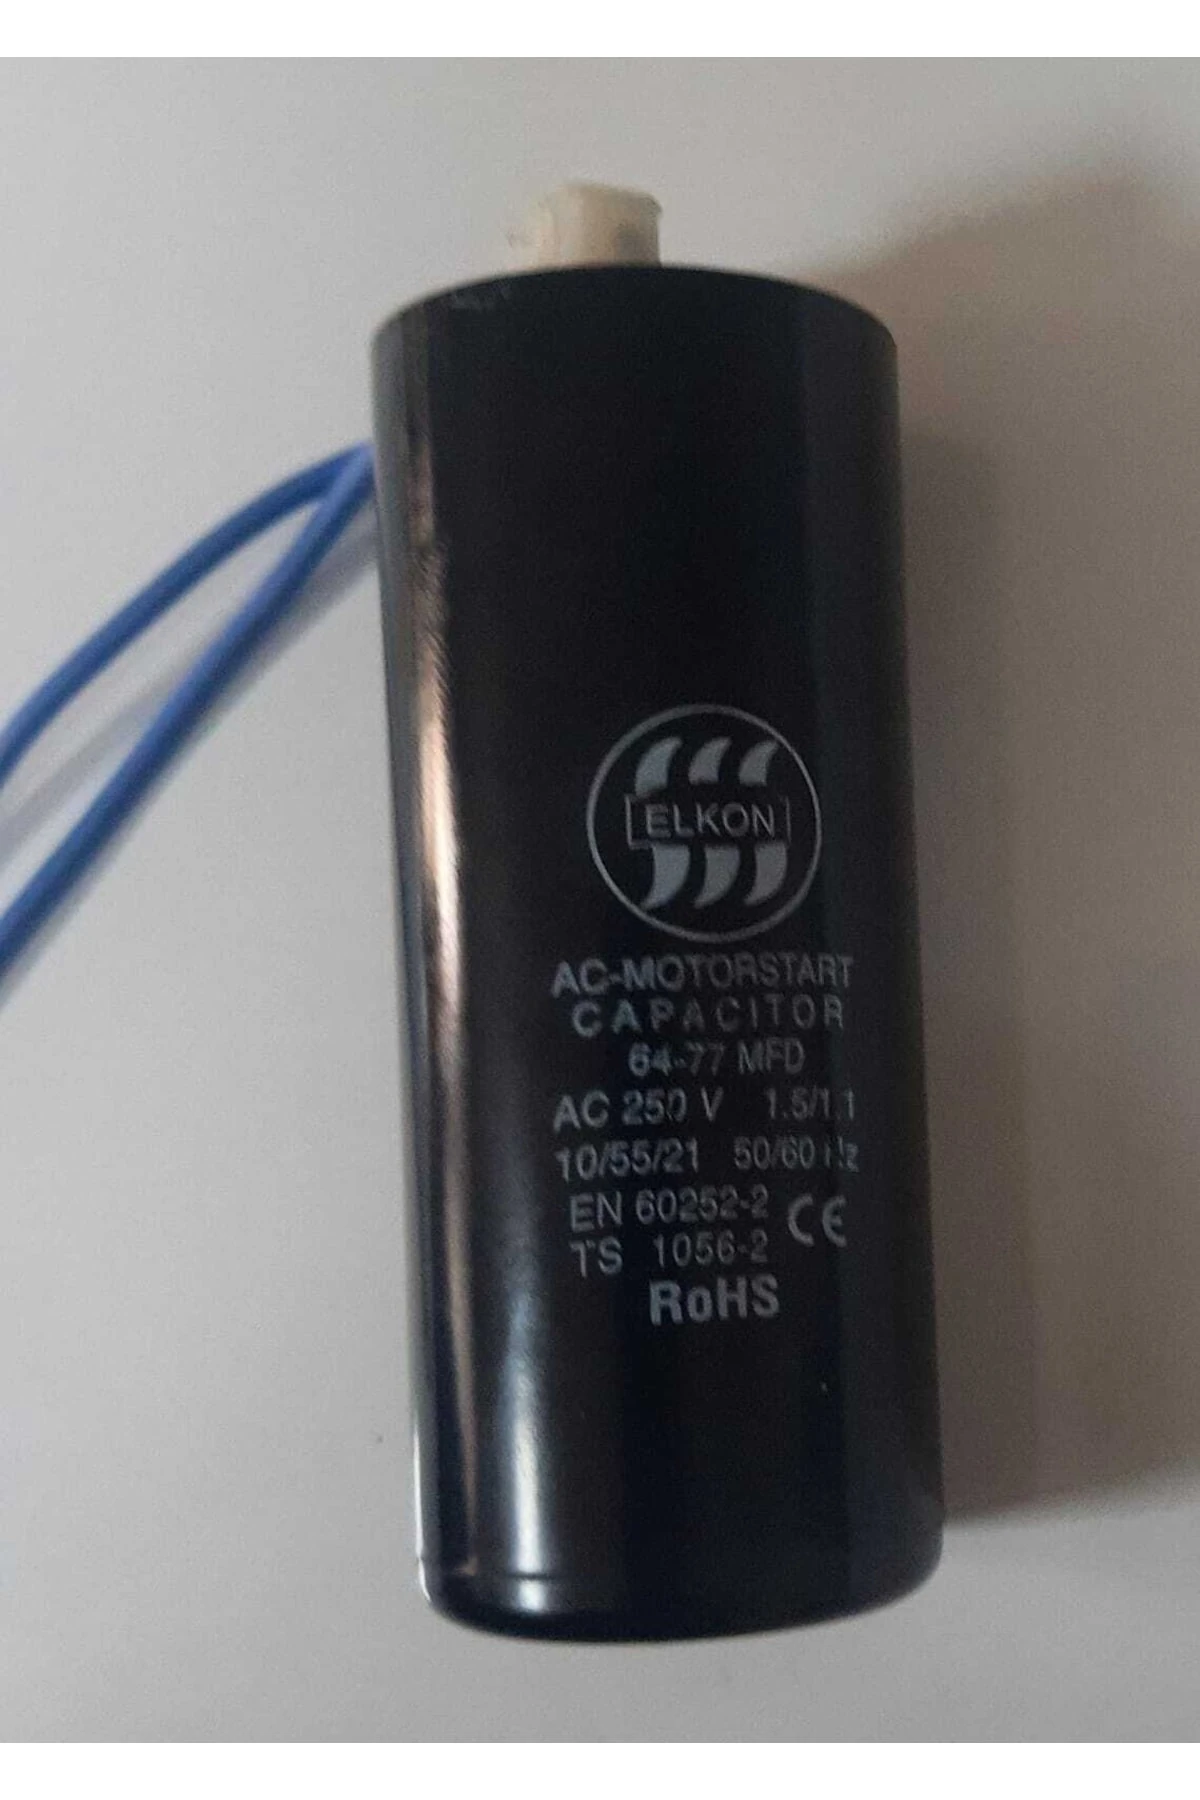 ELKON
AC-MOTORSTART
CAPACITOR
64-77 MFD
AC 250 V 1.5/1.1
10/55/21 50/60 Hz
EN 60252-2 CE
TS 1056-2
RoHS